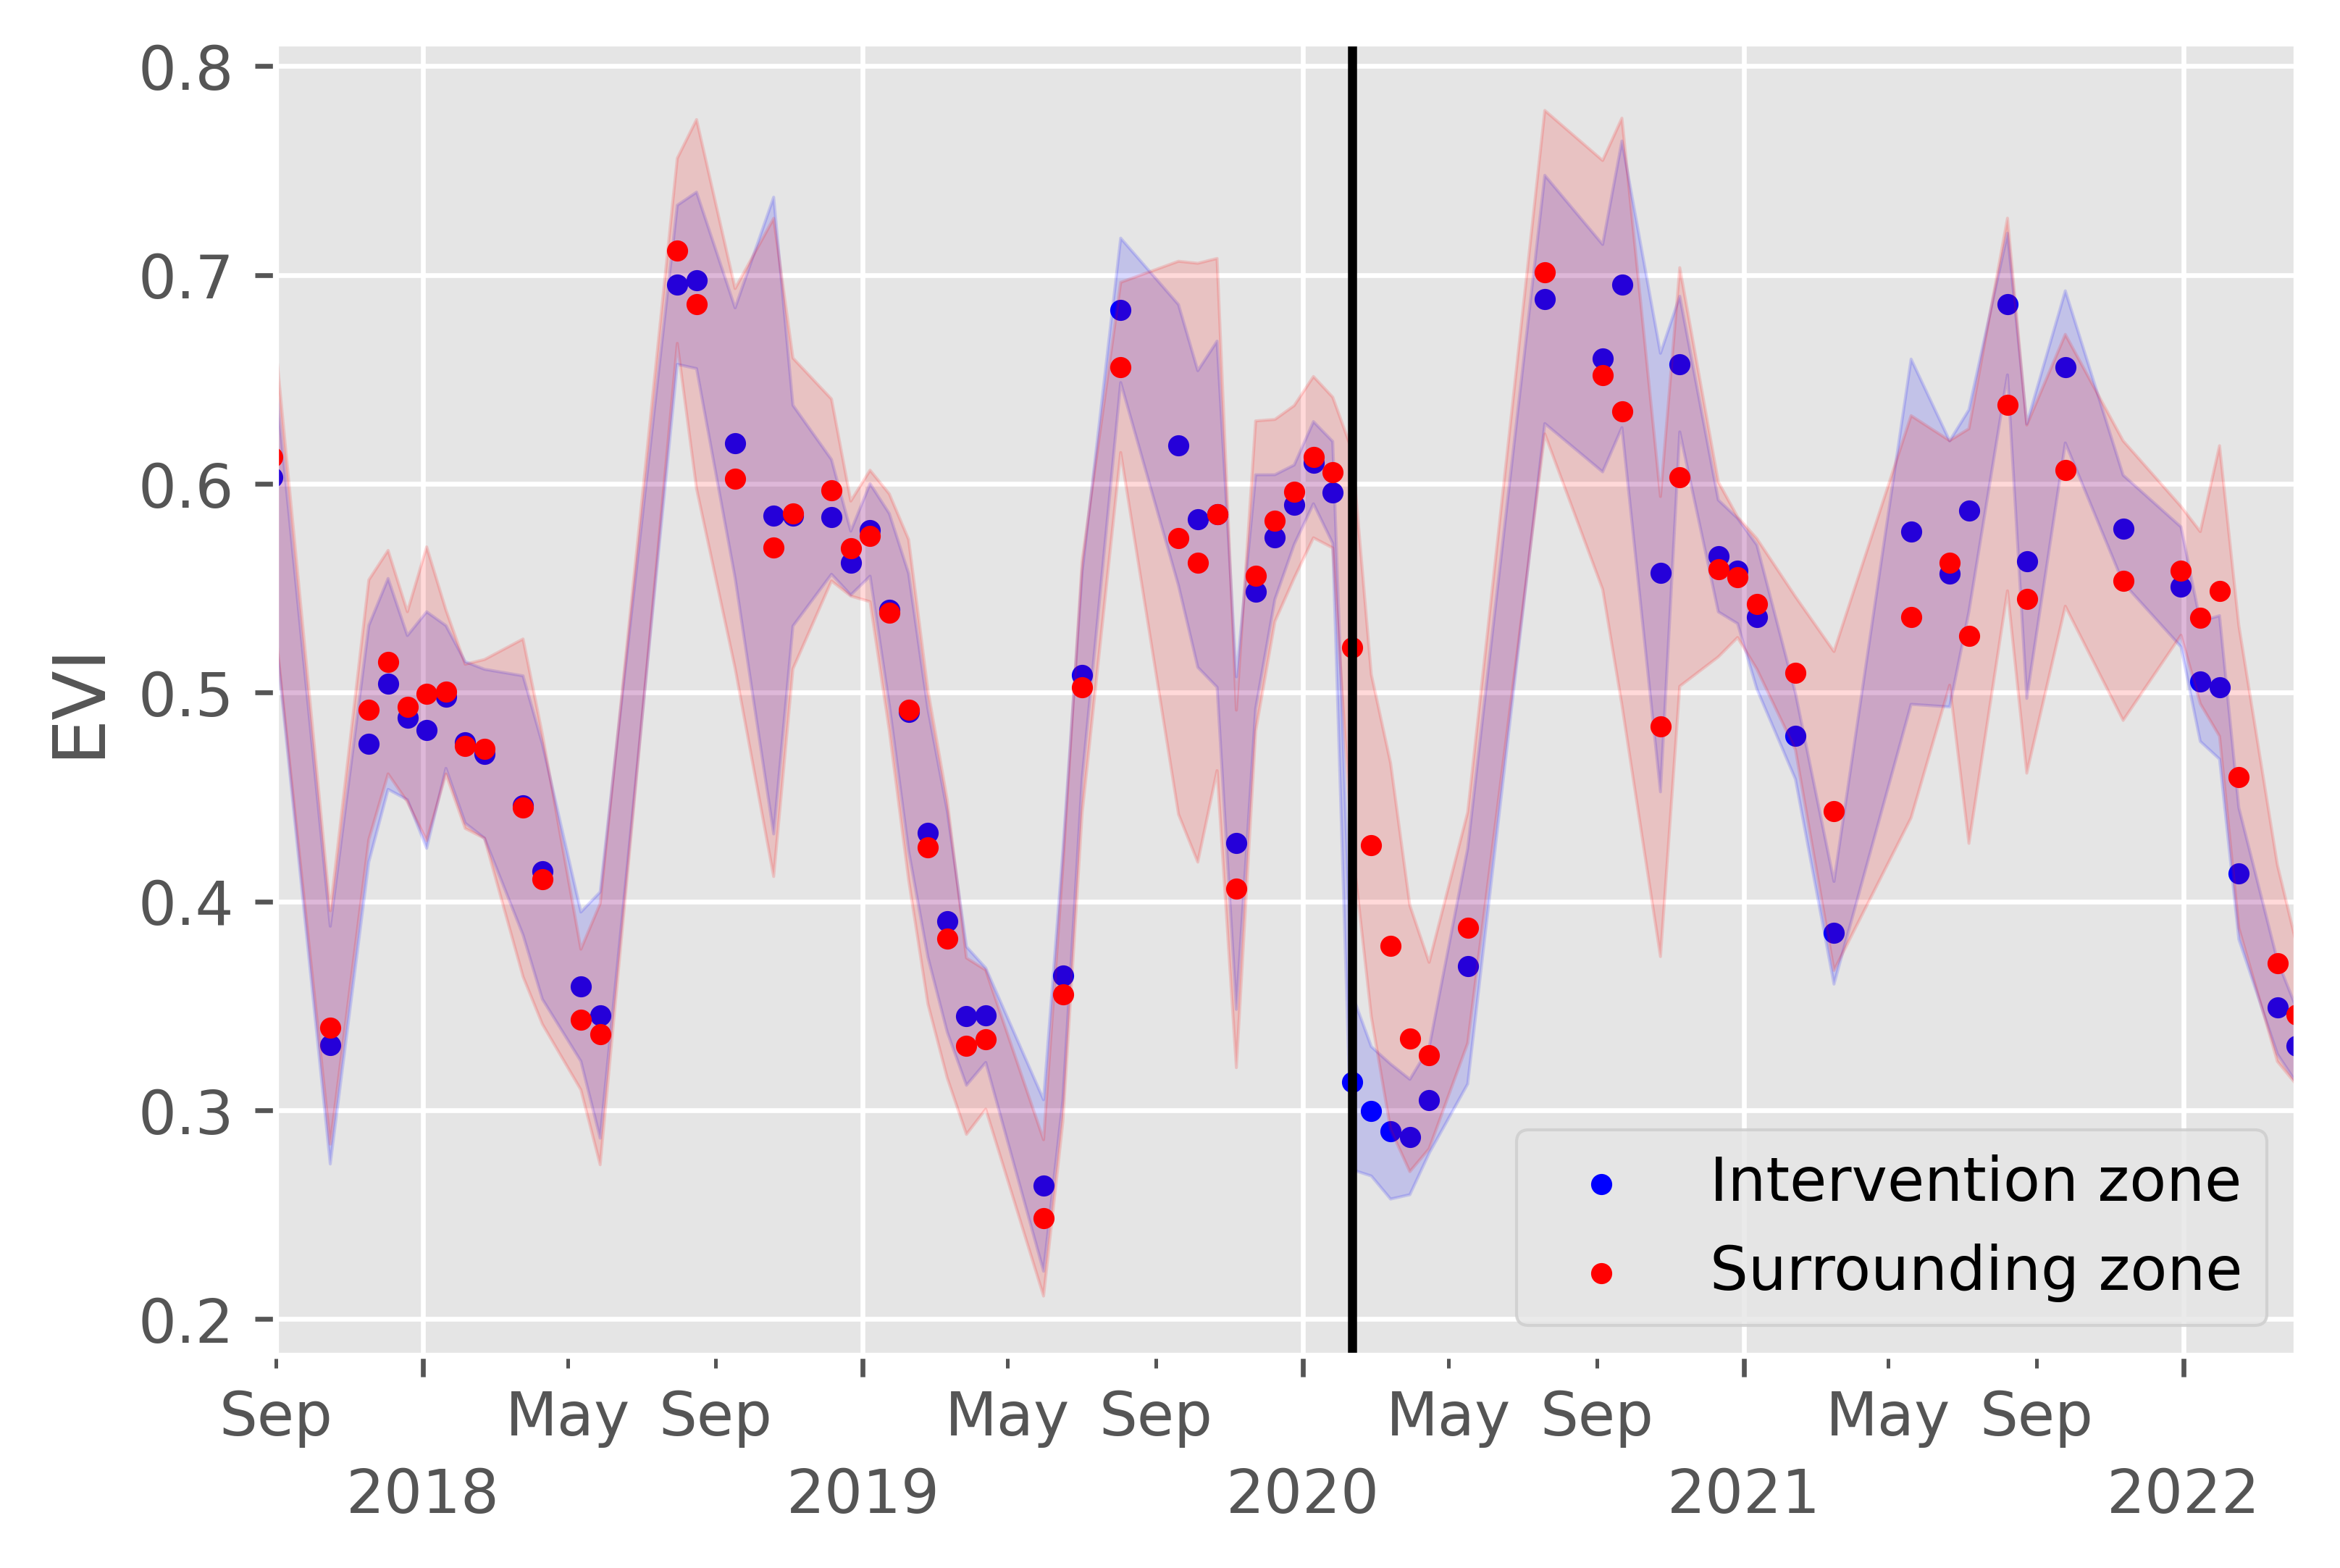 0.8
0.7
0.6
0.5
0.4
0.3
0.2
EVI
Intervention zone
Surrounding zone
Sep May Sep May Sep May Sep May Sep
2018 2019 2020 2021 2022